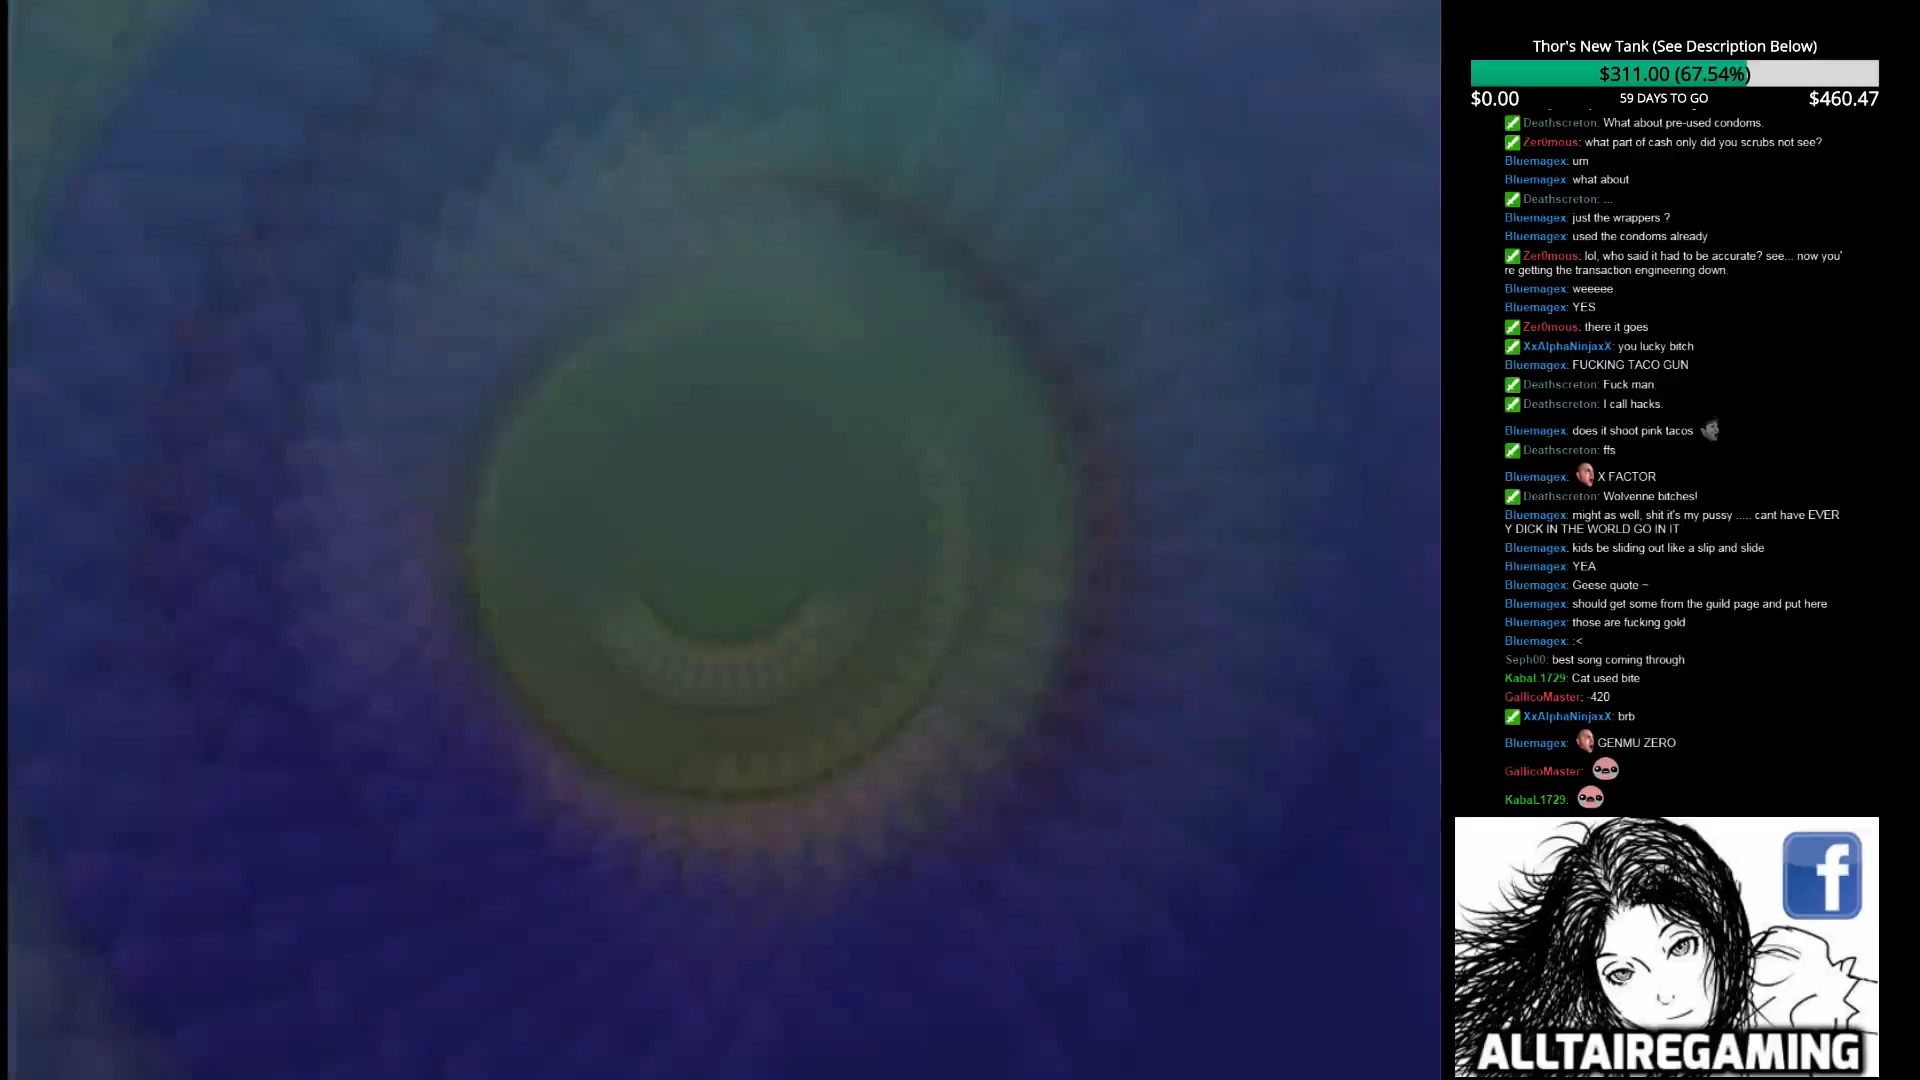 Thor's New Tank (See Description Below)
$311.00 (67.54%)
$0.00 59 DAYS TO GO $460.47
Deathscreton: What about pre-used condoms.
Zer0mous: what part of cash only did you scrubs not see?
Bluemagex: um
Bluemagex: what about
Deathscreton: ...
Bluemagex: just the wrappers ?
Bluemagex: used the condoms already
Zer0mous: lol, who said it had to be accurate? see... now you'
re getting the transaction engineering down.
Bluemagex: weeeee
Bluemagex: YES
Zer0mous: there it goes
XxAlphaNinjaxX: you lucky bitch
Bluemagex: FUCKING TACO GUN
Deathscreton: Fuck man
Deathscreton: I call hacks.
Bluemagex: does it shoot pink tacos
Deathscreton: ffs
Bluemagex: X FACTOR
Deathscreton: Wolverine bitches!
Bluemagex: might as well, shit it's my pussy ..... cant have EVER
Y DICK IN THE WORLD GO IN IT
Bluemagex: kids be sliding out like a slip and slide
Bluemagex: YEA
Bluemagex: Geese quote ~
Bluemagex: should get some from the guild page and put here
Bluemagex: those are fucking gold
Bluemagex: :<
Seph00: best song coming through
KabaL1729: Cat used bite
GallicoMaster: -420
XxAlphaNinjaxX: brb
Bluemagex: GENMU ZERO
GallicoMaster:
KabaL1729:
f
ALLTAIREGAMING